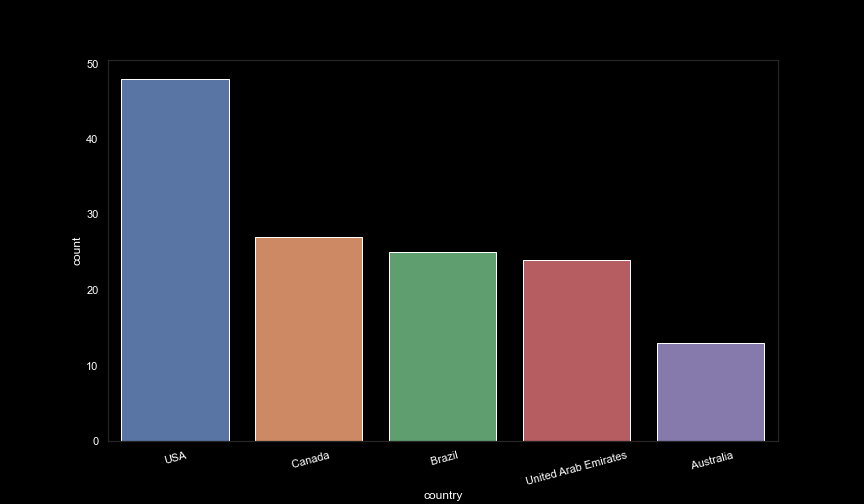 50
40
30
20
10
0
count
USA
Canada
Brazil
United Arab Emirates
Australia
country